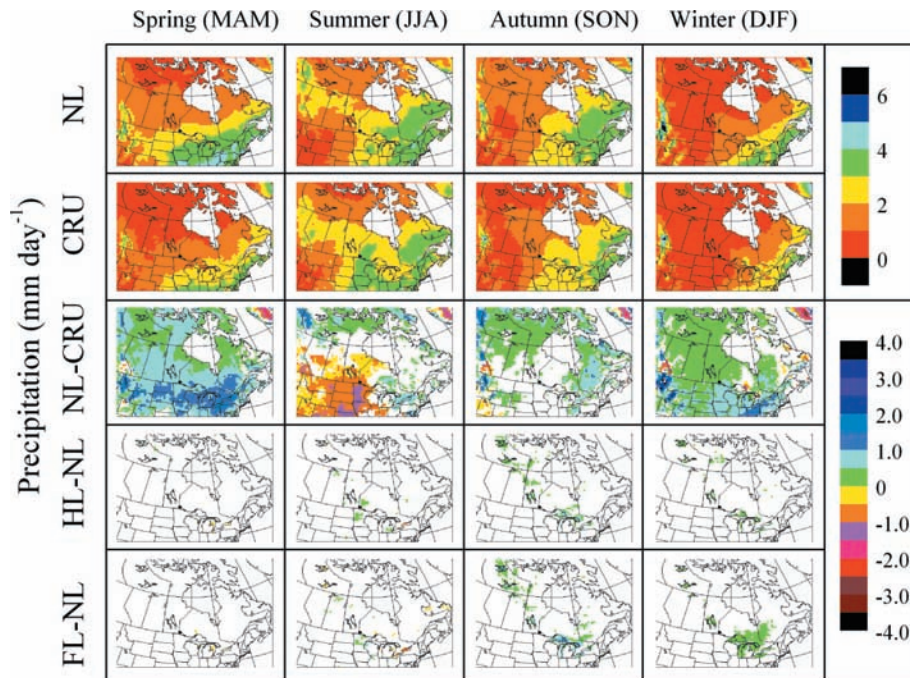 Spring (MAM) Summer (JJA) Autumn (SON) Winter (DJF)
Precipitation (mm day-1)
NL
CRU
NL-CRU
HL-NL
FL-NL
6
4
2
0
4.0
3.0
2.0
1.0
0
-1.0
-2.0
-3.0
-4.0